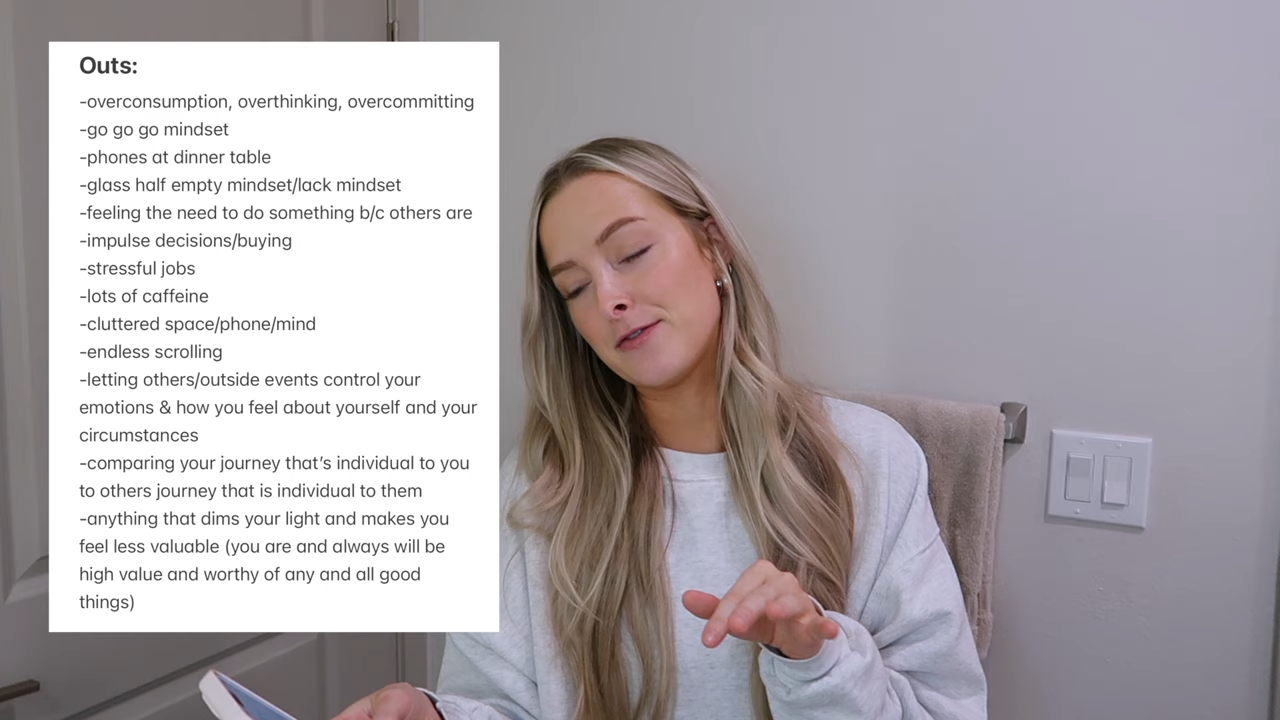 Outs:
-overconsumption, overthinking, overcommitting
-go go go mindset
-phones at dinner table
-glass half empty mindset/lack mindset
-feeling the need to do something b/c others are
-impulse decisions/buying
-stressful jobs
-lots of caffeine
-cluttered space/phone/mind
-endless scrolling
-letting others/outside events control your
emotions & how you feel about yourself and your
circumstances
-comparing your journey that's individual to you
to others journey that is individual to them
-anything that dims your light and makes you
feel less valuable (you are and always will be
high value and worthy of any and all good
things)